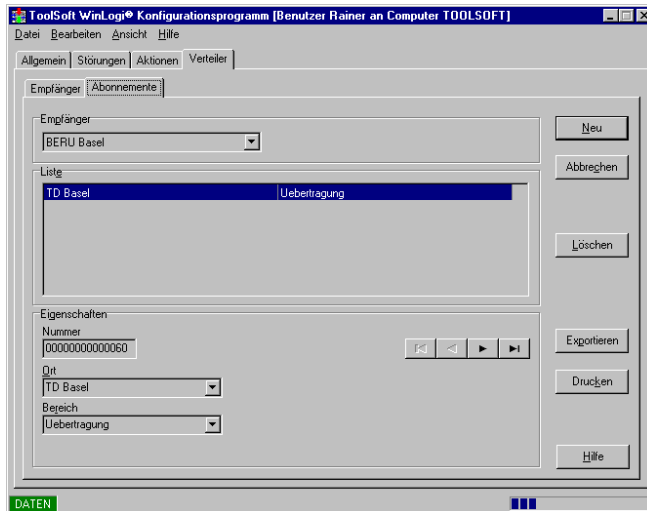 ToolSoft WinLogi® Konfigurationsprogramm [Benutzer Rainer an Computer TOOLSOFT]
Datei Bearbeiten Ansicht Hilfe
Allgemein Störungen Aktionen Verteiler
Empfänger Abonnemente
Empfänger
BERU Basel
Neu
Abbrechen
Liste
TD Basel Uebertragung
Löschen
Eigenschaften
Nummer
00000000000060
Exportieren
Ort
TD Basel
Drucken
Bereich
Uebertragung
Hilfe
DATEN